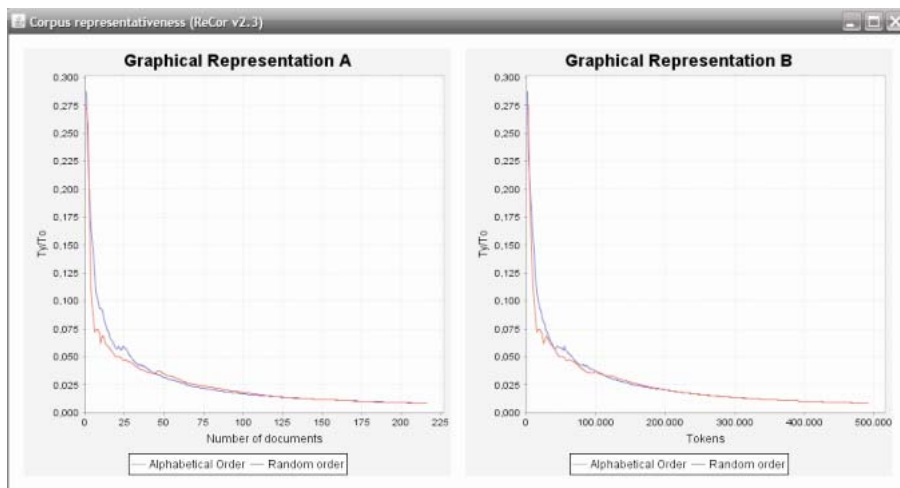 Corpus representativeness (ReCor v2.3)
Graphical Representation A
0,300
0,275
0,250
0,225
0,200
0,175
0,150
0,125
0,100
0,075
0,050
0,025
0,000
Ty/To
0 25 50 75 100 125 150 175 200 225
Number of documents
Alphabetical Order Random order
Graphical Representation B
0,300
0,275
0,250
0,225
0,200
0,175
0,150
0,125
0,100
0,075
0,050
0,025
0,000
Ty/To
0 100.000 200.000 300.000 400.000 500.000
Tokens
Alphabetical Order Random order